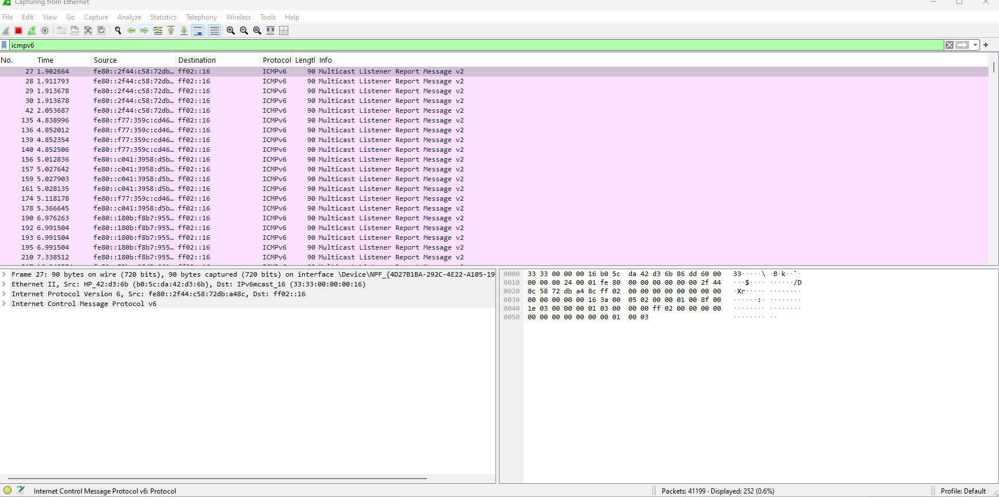 Capturing from Ethernet
File Edit View Go Capture Analyze Statistics Telephony Wireless Tools Help
icmpv6
No. Time Source Destination Protocol Lengtl Info
27 1.902664 fe80::2f44:c58:72db… ff02::16 ICMPv6 90 Multicast Listener Report Message v2
28 1.911793 fe80::2f44:c58:72db… ff02::16 ICMPv6 90 Multicast Listener Report Message v2
29 1.913678 fe80::2f44:c58:72db… ff02::16 ICMPv6 90 Multicast Listener Report Message v2
30 1.913678 fe80::2f44:c58:72db… ff02::16 ICMPv6 90 Multicast Listener Report Message v2
42 2.053687 fe80::2f44:c58:72db… ff02::16 ICMPv6 90 Multicast Listener Report Message v2
135 4.838996 fe80::f77:359c:cd46… ff02::16 ICMPv6 90 Multicast Listener Report Message v2
136 4.852012 fe80::f77:359c:cd46… ff02::16 ICMPv6 90 Multicast Listener Report Message v2
139 4.852354 fe80::f77:359c:cd46… ff02::16 ICMPv6 90 Multicast Listener Report Message v2
140 4.852506 fe80::f77:359c:cd46… ff02::16 ICMPv6 90 Multicast Listener Report Message v2
156 5.012836 fe80::c041:3958:d5b… ff02::16 ICMPv6 90 Multicast Listener Report Message v2
157 5.027642 fe80::c041:3958:d5b… ff02::16 ICMPv6 90 Multicast Listener Report Message v2
159 5.027903 fe80::c041:3958:d5b… ff02::16 ICMPv6 90 Multicast Listener Report Message v2
161 5.028135 fe80::c041:3958:d5b… ff02::16 ICMPv6 90 Multicast Listener Report Message v2
174 5.118178 fe80::f77:359c:cd46… ff02::16 ICMPv6 90 Multicast Listener Report Message v2
178 5.366645 fe80::c041:3958:d5b… ff02::16 ICMPv6 90 Multicast Listener Report Message v2
190 6.976263 fe80::180b:f8b7:955… ff02::16 ICMPv6 90 Multicast Listener Report Message v2
192 6.991504 fe80::180b:f8b7:955… ff02::16 ICMPv6 90 Multicast Listener Report Message v2
193 6.991504 fe80::180b:f8b7:955… ff02::16 ICMPv6 90 Multicast Listener Report Message v2
195 6.991504 fe80::180b:f8b7:955… ff02::16 ICMPv6 90 Multicast Listener Report Message v2
210 7.338512 fe80::180b:f8b7:955… ff02::16 ICMPv6 90 Multicast Listener Report Message v2
Frame 27: 90 bytes on wire (720 bits), 90 bytes captured (720 bits) on interface \Device\NPF_{4D27B1BA-292C-4E22-A105-19
Ethernet II, Src: HP_42:d3:6b (b0:5c:da:42:d3:6b), Dst: IPv6mcast_16 (33:33:00:00:00:16)
Internet Protocol Version 6, Src: fe80::2f44:c58:72db:a48c, Dst: ff02::16
Internet Control Message Protocol v6
0000 33 33 00 00 00 16 b0 5c da 42 d3 6b 86 dd 60 00 33·····\ ·B·k··`·
0010 00 00 00 24 00 01 fe 80 00 00 00 00 00 00 2f 44 ···$···· ······/D
0020 0c 58 72 db a4 8c ff 02 00 00 00 00 00 00 00 00 ·Xr····· ········
0030 00 00 00 00 00 16 3a 00 05 02 00 00 01 00 8f 00 ······:· ········
0040 1e 03 00 00 00 01 03 00 00 00 ff 02 00 00 00 00 ········ ········
0050 00 00 00 00 00 00 00 01 00 03 ········ ··
Internet Control Message Protocol v6: Protocol
Packets: 41199 · Displayed: 252 (0.6%)
Profile: Default